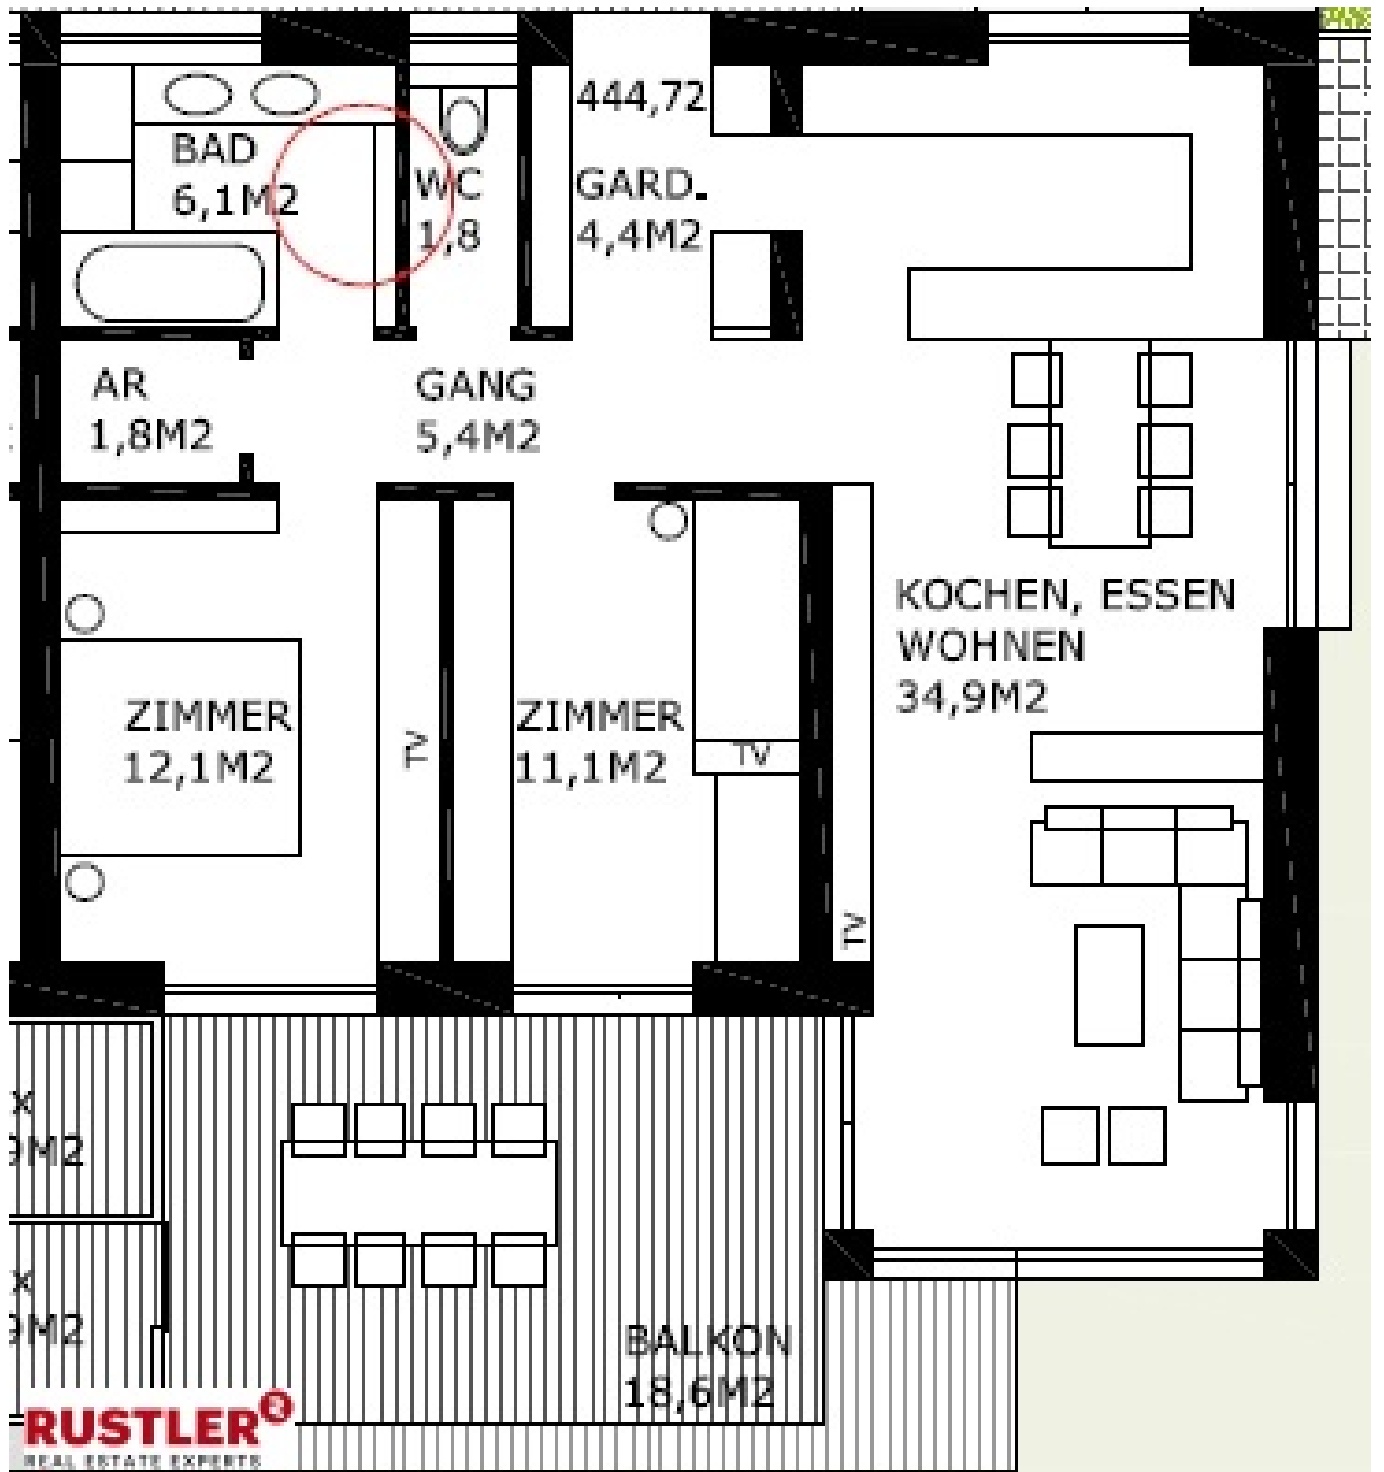 444,72
BAD
6,1M2
WC
1,8
GARD.
4,4M2
AR
1,8M2
GANG
5,4M2
KOCHEN, ESSEN
WOHNEN
34,9M2
ZIMMER
12,1M2
TV
ZIMMER
11,1M2
TV
TV
X
9M2
X
9M2
BALKON
18,6M2
RUSTLER
REAL ESTATE EXPERTS